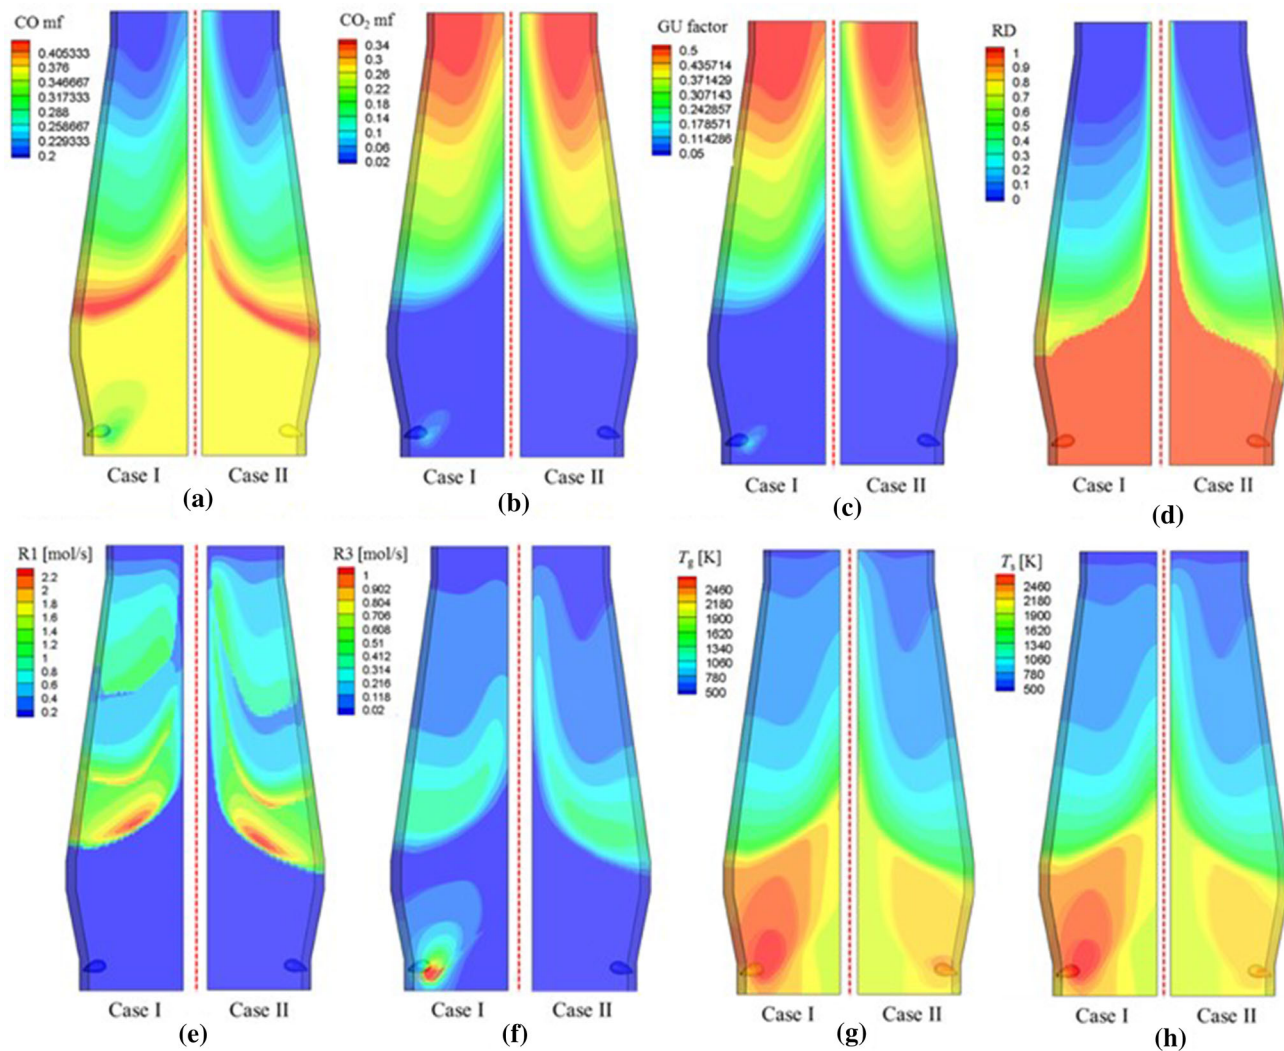 CO mf
0.405333
0.376
0.346667
0.317333
0.288
0.258667
0.229333
0.2
Case I
Case II
(a)
CO₂ mf
0.34
0.3
0.26
0.22
0.18
0.14
0.1
0.06
0.02
Case I
Case II
(b)
GU factor
0.5
0.435714
0.371429
0.307143
0.242857
0.178571
0.114286
0.05
Case I
Case II
(c)
RD
1
0.9
0.8
0.7
0.6
0.5
0.4
0.3
0.2
0.1
0
Case I
Case II
(d)
R1 [mol/s]
2.2
2
1.8
1.6
1.4
1.2
1
0.8
0.6
0.4
0.2
Case I
Case II
(e)
R3 [mol/s]
1
0.902
0.804
0.706
0.608
0.51
0.412
0.314
0.216
0.118
0.02
Case I
Case II
(f)
Tg [K]
2460
2180
1900
1620
1340
1060
780
500
Case I
Case II
(g)
Ts [K]
2460
2180
1900
1620
1340
1060
780
500
Case I
Case II
(h)